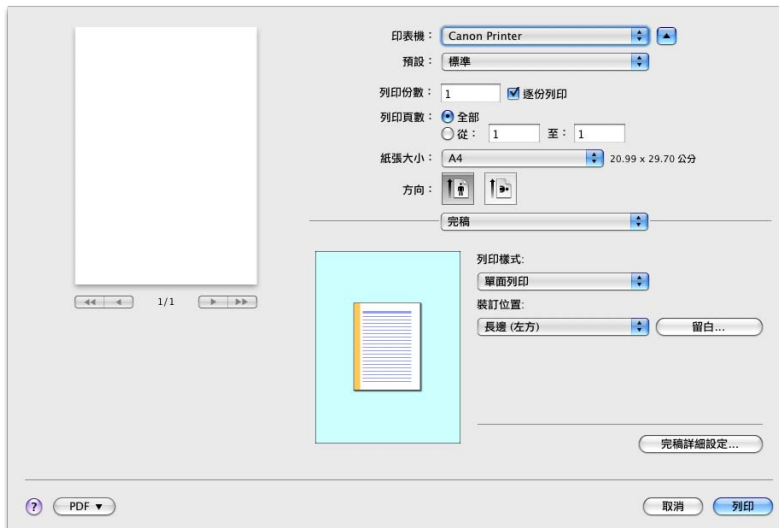 印表機： Canon Printer
預設： 標準
列印份數： 1 逐份列印
列印頁數： 全部
從： 1 至： 1
紙張大小： A4 20.99 x 29.70 公分
方向：
完稿
列印樣式:
單面列印
裝訂位置:
長邊 (左方) 留白...
1/1
完稿詳細設定...
? PDF ▼ 取消 列印